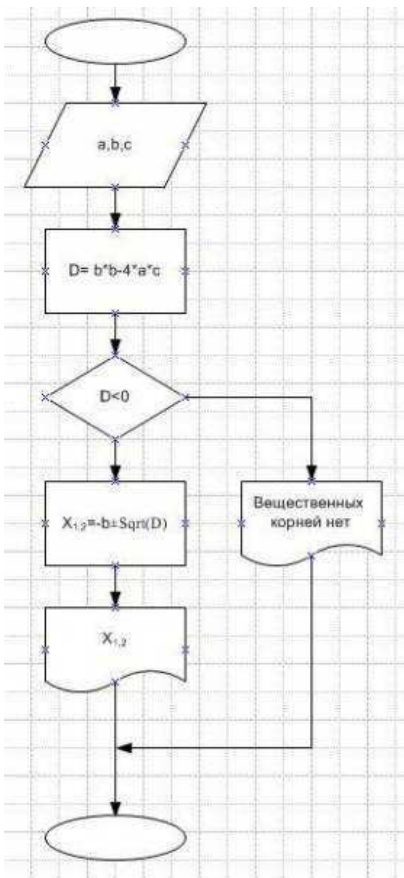 a,b,c
D= b*b-4*a*c
D<0
X₁,₂=-b±Sqrt(D)
Вещественных
корней нет
X₁,₂